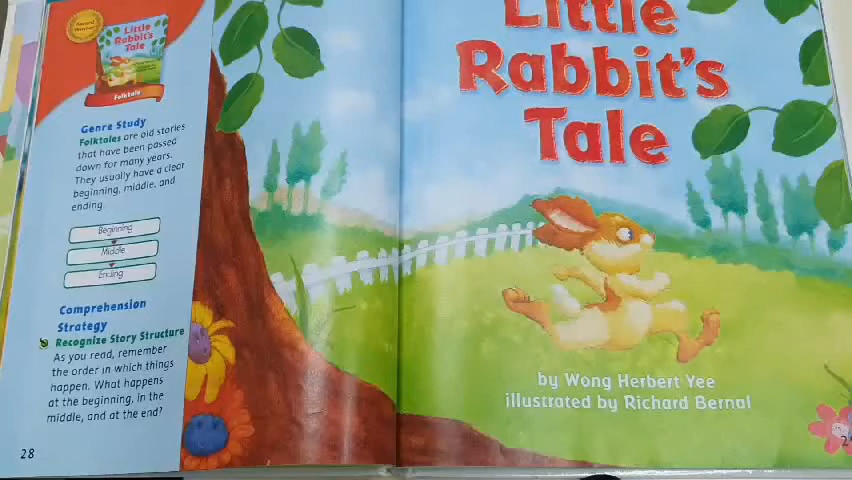 Award
Winner
Little
Rabbit's
Tale
Folktale
Genre Study
Folktales are old stories
that have been passed
down for many years.
They usually have a clear
beginning, middle, and
ending.
Beginning
Middle
Ending
Comprehension
Strategy
Recognize Story Structure
As you read, remember
the order in which things
happen. What happens
at the beginning, in the
middle, and at the end?
28
Little
Rabbit's
Tale
by Wong Herbert Yee
illustrated by Richard Bernal